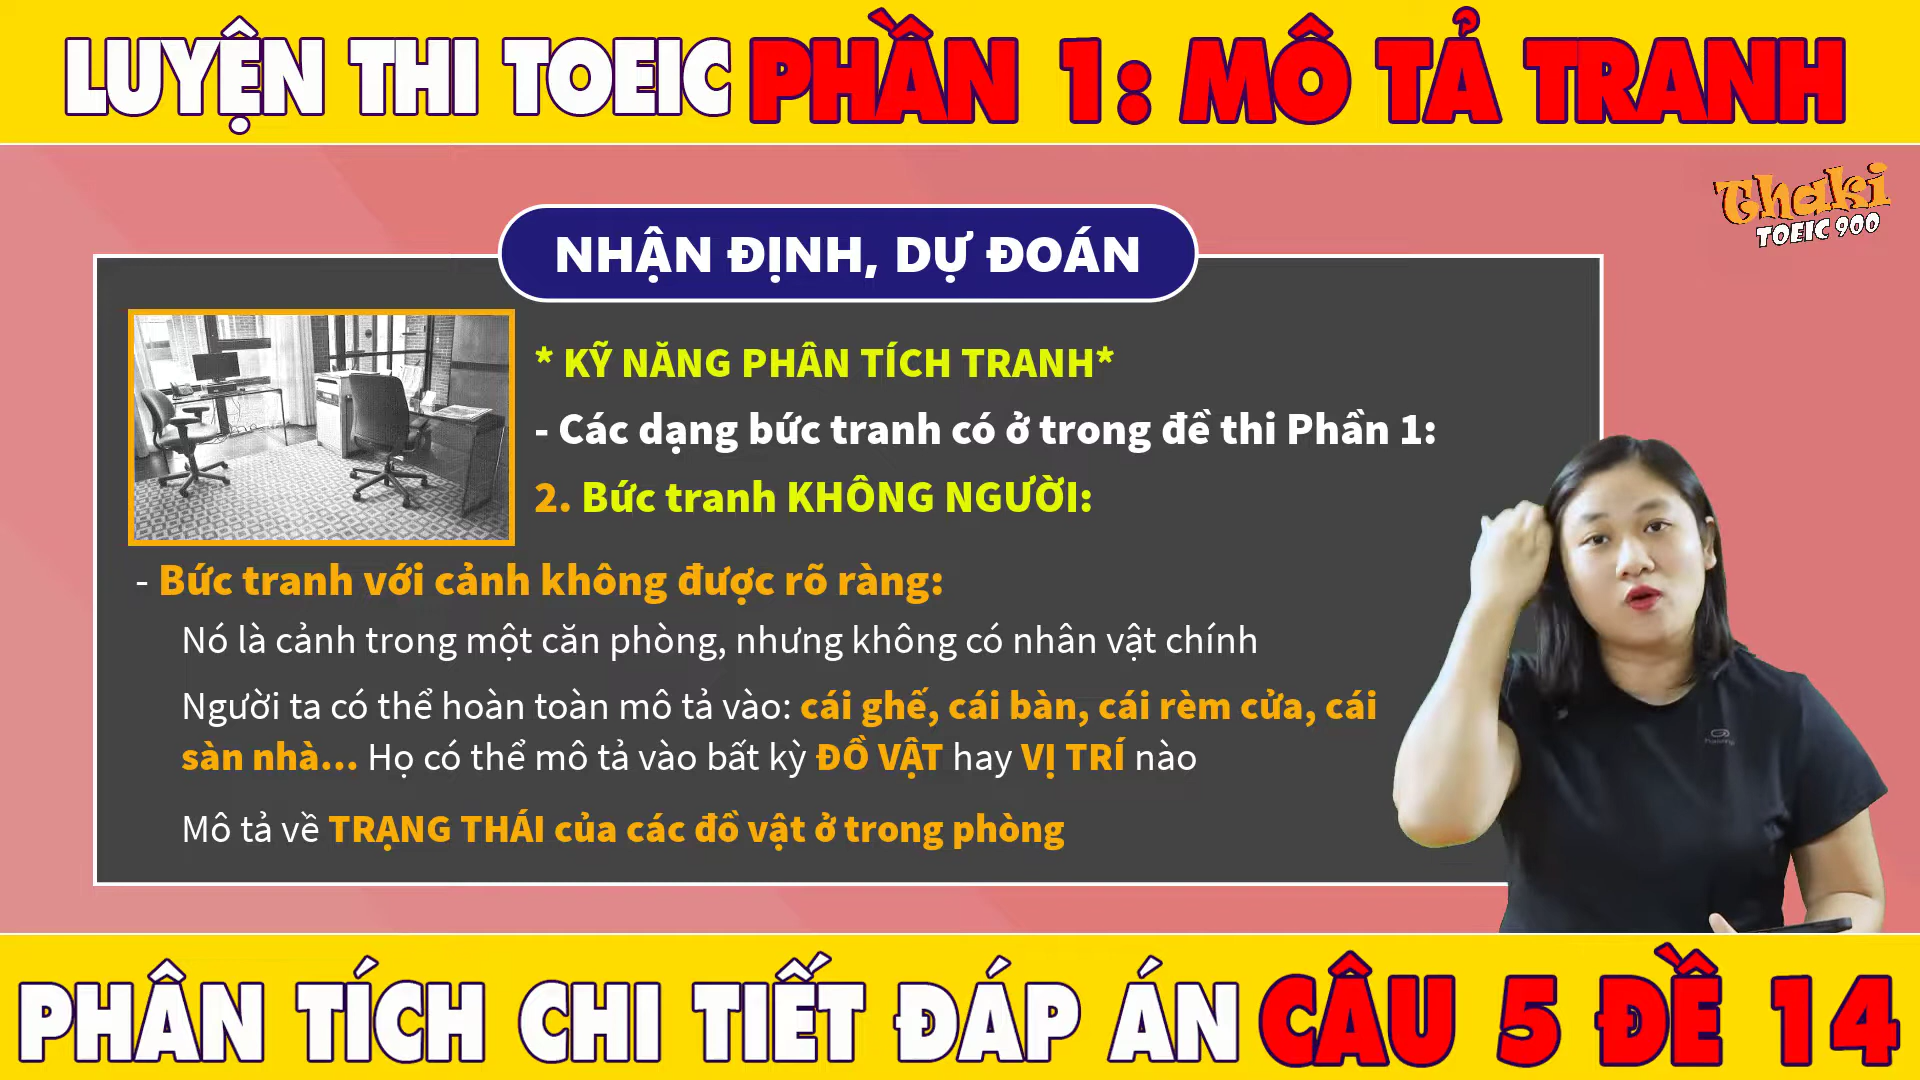 LUYỆN THI TOEIC PHẦN 1: MÔ TẢ TRANH
Thaki
TOEIC 900
NHẬN ĐỊNH, DỰ ĐOÁN
* KỸ NĂNG PHÂN TÍCH TRANH*
- Các dạng bức tranh có ở trong đề thi Phần 1:
2. Bức tranh KHÔNG NGƯỜI:
- Bức tranh với cảnh không được rõ ràng:
Nó là cảnh trong một căn phòng, nhưng không có nhân vật chính
Người ta có thể hoàn toàn mô tả vào: cái ghế, cái bàn, cái rèm cửa, cái
sàn nhà... Họ có thể mô tả vào bất kỳ ĐỒ VẬT hay VỊ TRÍ nào
Mô tả về TRẠNG THÁI của các đồ vật ở trong phòng
PHÂN TÍCH CHI TIẾT ĐÁP ÁN CÂU 5 ĐỀ 14